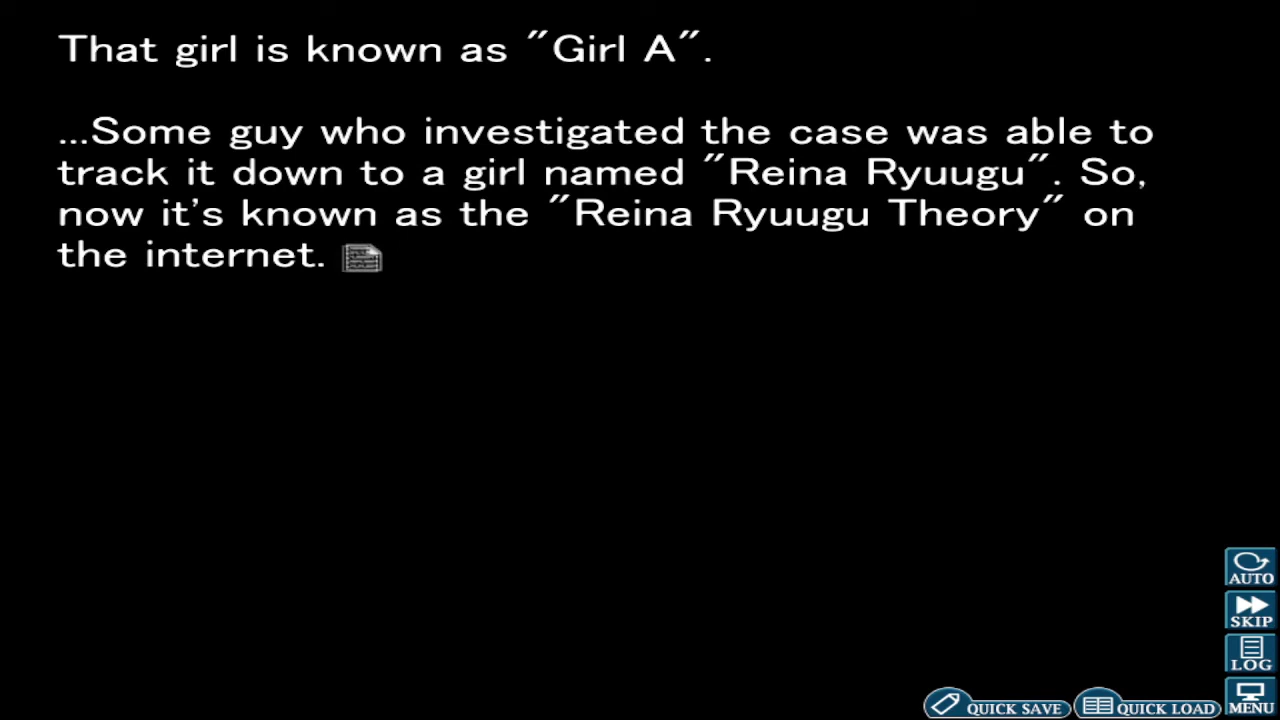 That girl is known as "Girl A".
...Some guy who investigated the case was able to
track it down to a girl named "Reina Ryuugu". So,
now it's known as the "Reina Ryuugu Theory" on
the internet.
AUTO
SKIP
LOG
MENU
QUICK SAVE
QUICK LOAD